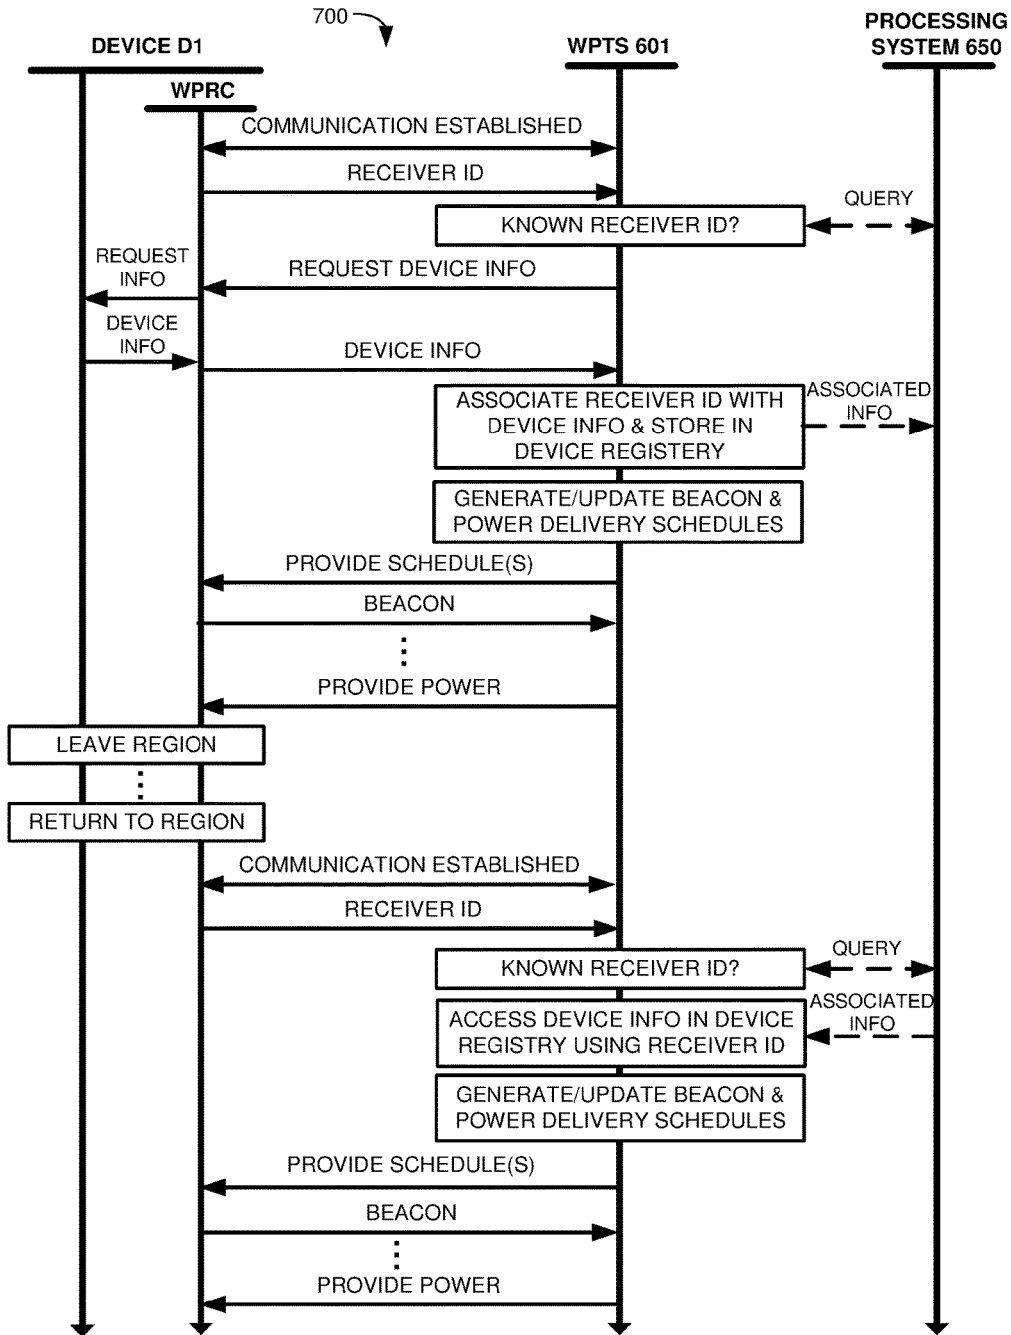 700
DEVICE D1
WPTS 601
PROCESSING
SYSTEM 650
WPRC
COMMUNICATION ESTABLISHED
RECEIVER ID
KNOWN RECEIVER ID?
QUERY
REQUEST
INFO
REQUEST DEVICE INFO
DEVICE
INFO
DEVICE INFO
ASSOCIATE RECEIVER ID WITH
DEVICE INFO & STORE IN
DEVICE REGISTERY
ASSOCIATED
INFO
GENERATE/UPDATE BEACON &
POWER DELIVERY SCHEDULES
PROVIDE SCHEDULE(S)
BEACON
PROVIDE POWER
LEAVE REGION
RETURN TO REGION
COMMUNICATION ESTABLISHED
RECEIVER ID
KNOWN RECEIVER ID?
QUERY
ACCESS DEVICE INFO IN DEVICE
REGISTRY USING RECEIVER ID
ASSOCIATED
INFO
GENERATE/UPDATE BEACON &
POWER DELIVERY SCHEDULES
PROVIDE SCHEDULE(S)
BEACON
PROVIDE POWER